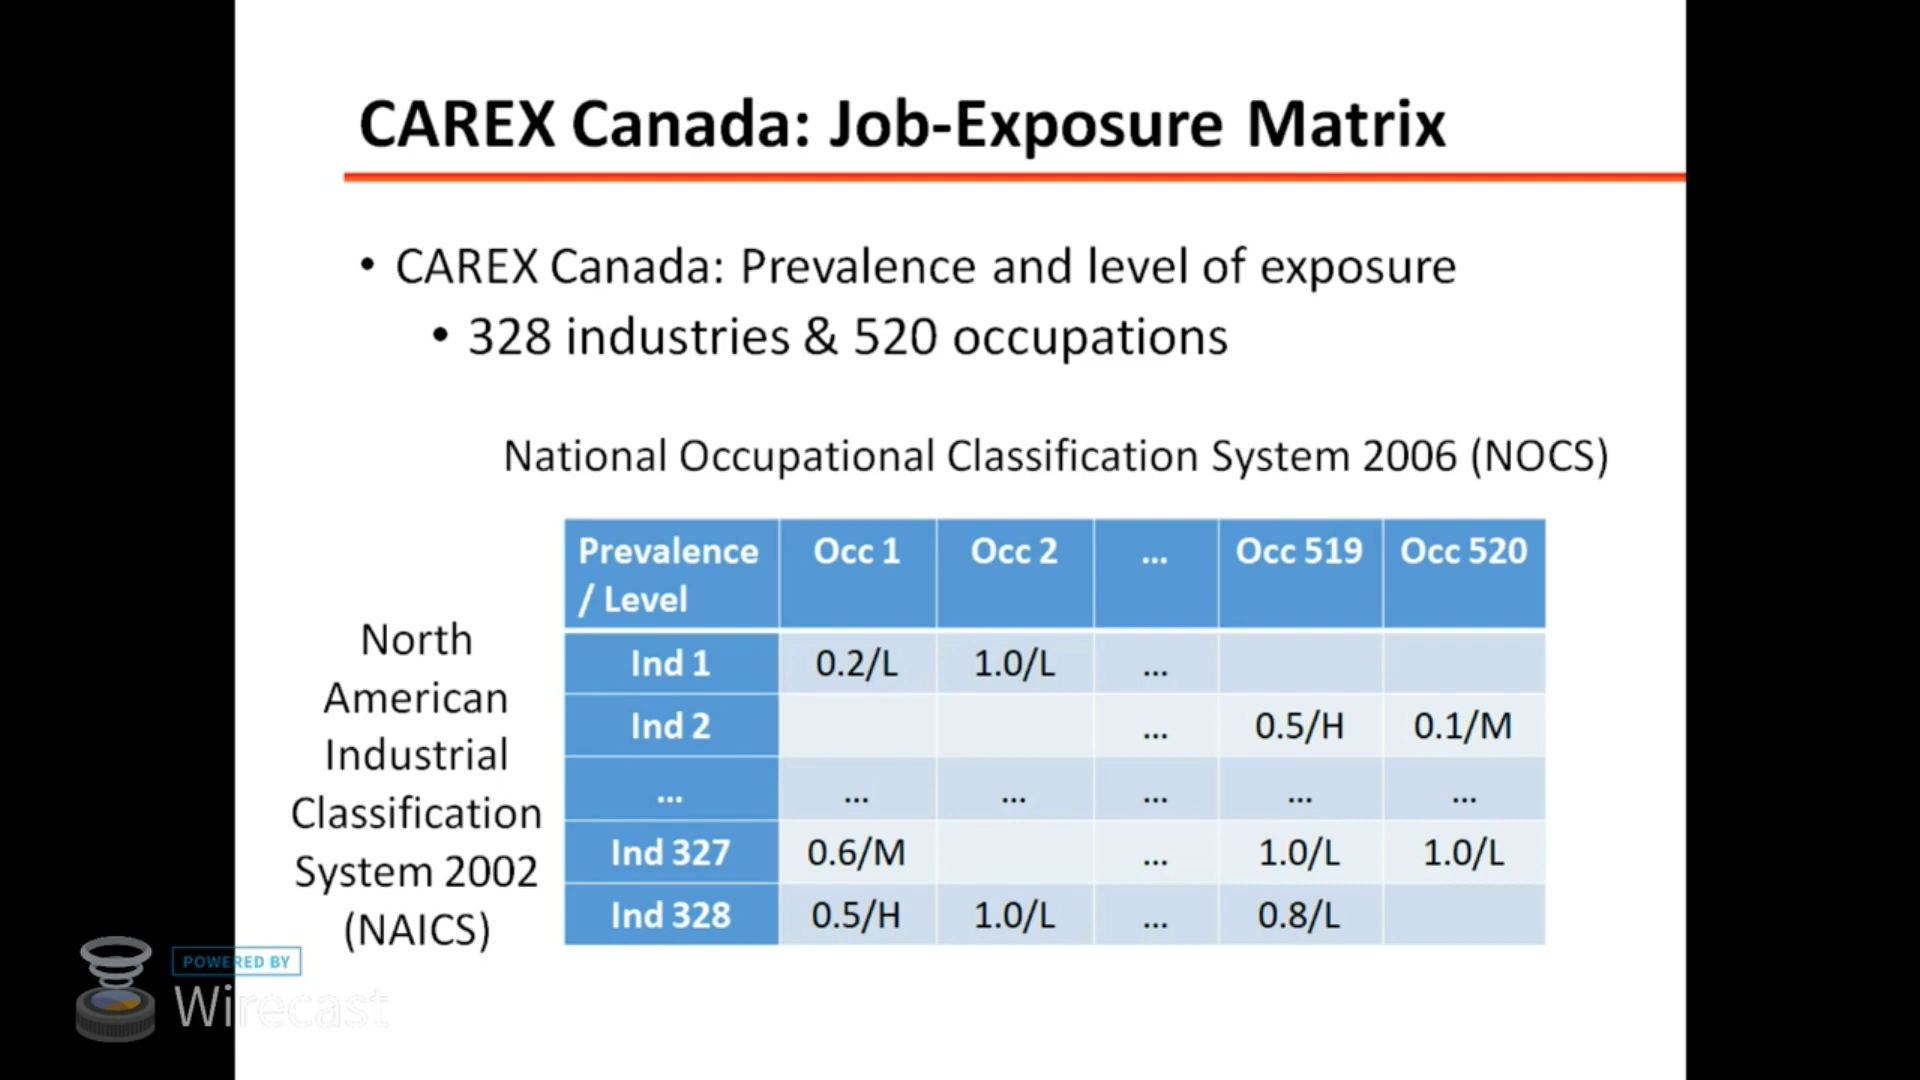 CAREX Canada: Job-Exposure Matrix
• CAREX Canada: Prevalence and level of exposure
• 328 industries & 520 occupations
National Occupational Classification System 2006 (NOCS)
North
American
Industrial
Classification
System 2002
(NAICS)
Prevalence / Level Occ 1 Occ 2 ... Occ 519 Occ 520
Ind 1 0.2/L 1.0/L ...
Ind 2 ... 0.5/H 0.1/M
... ... ... ... ... ...
Ind 327 0.6/M ... 1.0/L 1.0/L
Ind 328 0.5/H 1.0/L ... 0.8/L
POWERED BY
Wirecast